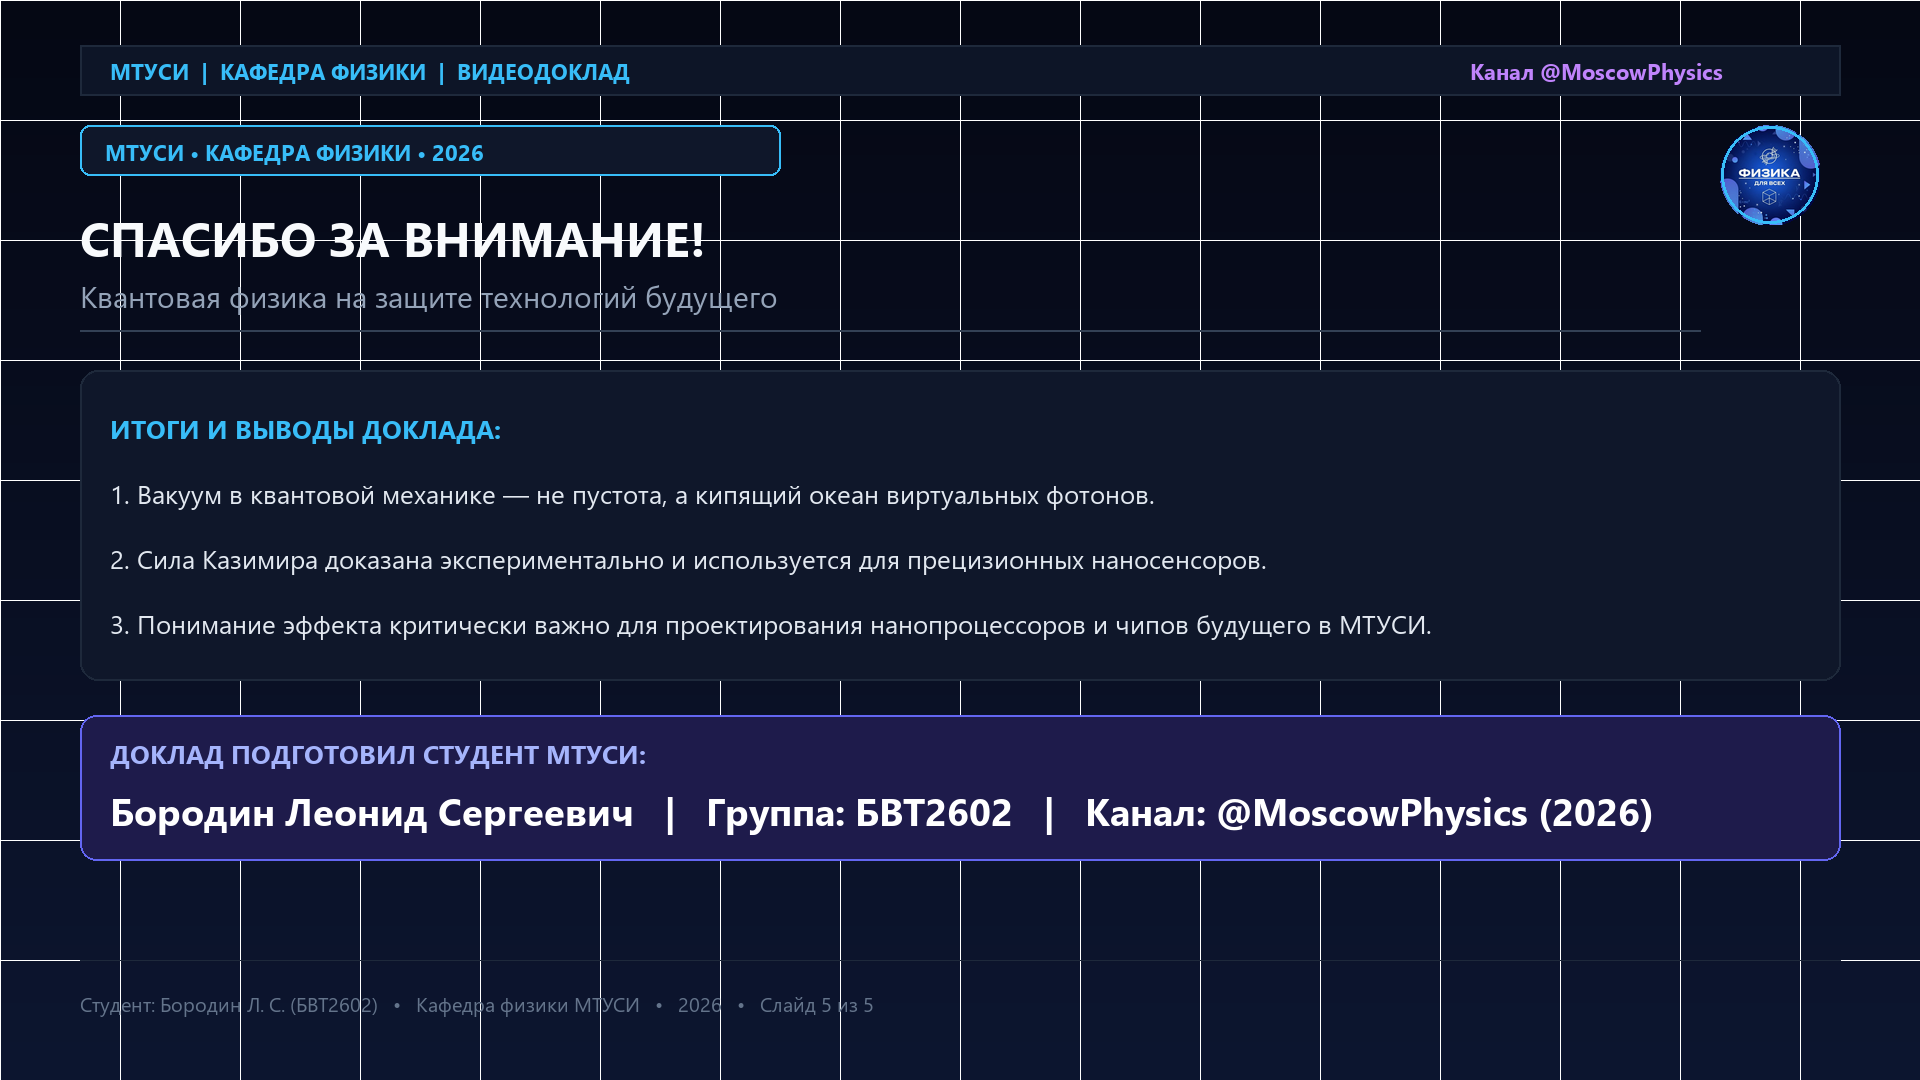 МТУСИ | КАФЕДРА ФИЗИКИ | ВИДЕОДОКЛАД
Канал @MoscowPhysics
МТУСИ • КАФЕДРА ФИЗИКИ • 2026
ФИЗИКА
ДЛЯ ВСЕХ
СПАСИБО ЗА ВНИМАНИЕ!
Квантовая физика на защите технологий будущего
ИТОГИ И ВЫВОДЫ ДОКЛАДА:
1. Вакуум в квантовой механике — не пустота, а кипящий океан виртуальных фотонов.
2. Сила Казимира доказана экспериментально и используется для прецизионных наносенсоров.
3. Понимание эффекта критически важно для проектирования нанопроцессоров и чипов будущего в МТУСИ.
ДОКЛАД ПОДГОТОВИЛ СТУДЕНТ МТУСИ:
Бородин Леонид Сергеевич | Группа: БВТ2602 | Канал: @MoscowPhysics (2026)
Студент: Бородин Л. С. (БВТ2602) • Кафедра физики МТУСИ • 2026 • Слайд 5 из 5